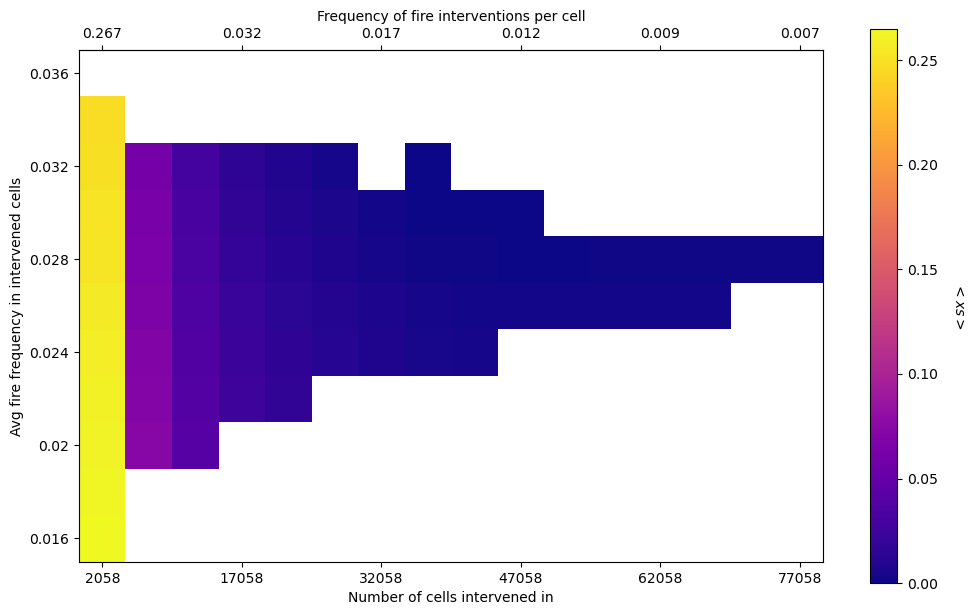 Frequency of fire interventions per cell
0.267 0.032 0.017 0.012 0.009 0.007
0.036
0.032
0.028
0.024
0.02
0.016
Avg fire frequency in intervened cells
2058 17058 32058 47058 62058 77058
Number of cells intervened in
0.25
0.20
0.15
0.10
0.05
0.00
< sx >